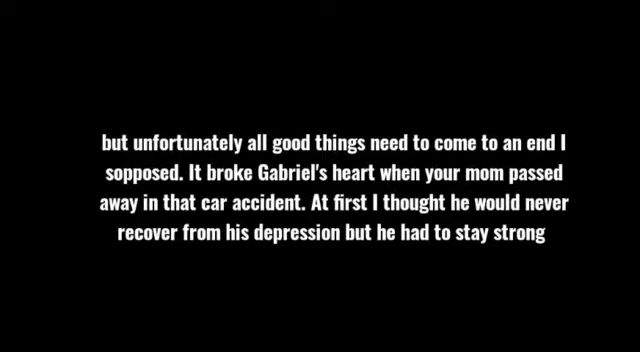 but unfortunately all good things need to come to an end I
sopposed. It broke Gabriel's heart when your mom passed
away in that car accident. At first I thought he would never
recover from his depression but he had to stay strong